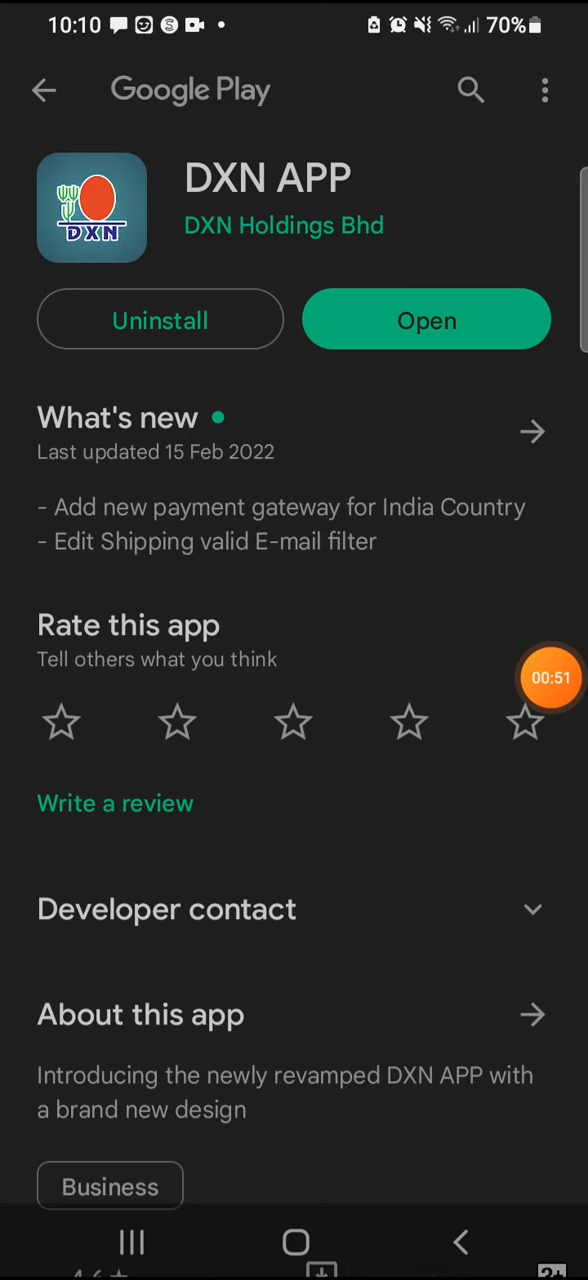 10:10
70%
Google Play
DXN APP
DXN
DXN Holdings Bhd
Uninstall
Open
What's new
Last updated 15 Feb 2022
- Add new payment gateway for India Country
- Edit Shipping valid E-mail filter
Rate this app
Tell others what you think
00:51
Write a review
Developer contact
About this app
Introducing the newly revamped DXN APP with
a brand new design
Business